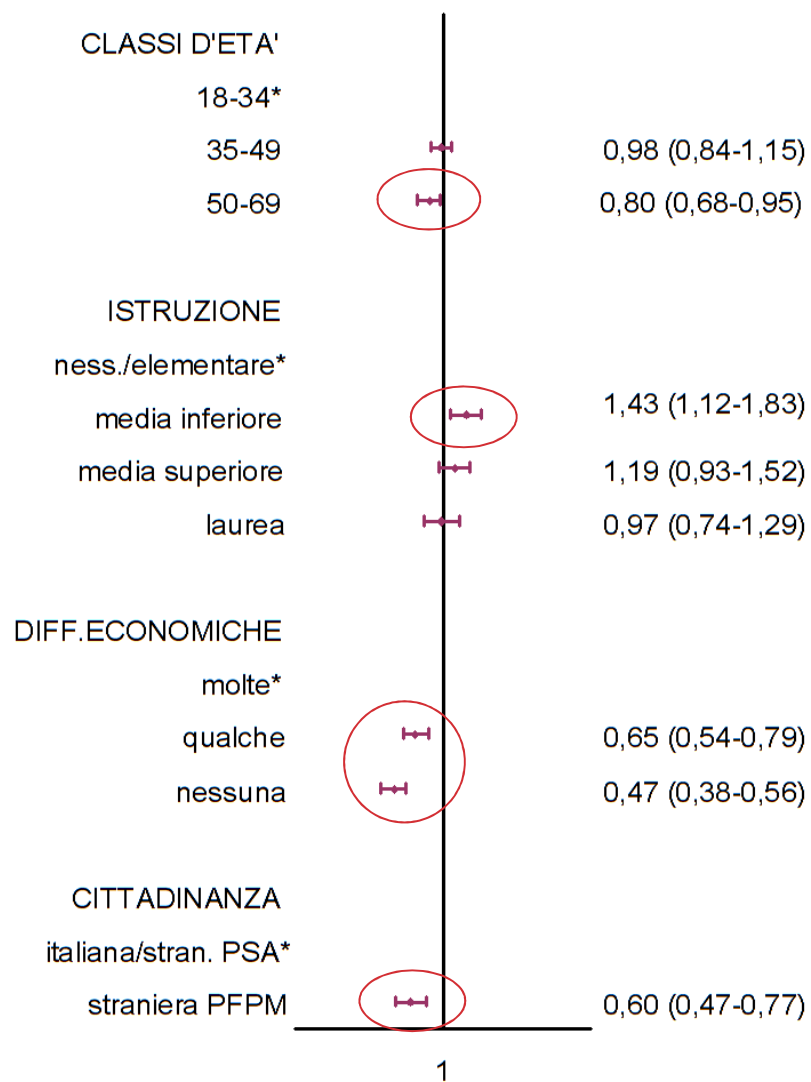 CLASSI D'ETA'
18-34*
35-49 0,98 (0,84-1,15)
50-69 0,80 (0,68-0,95)
ISTRUZIONE
ness./elementare*
media inferiore 1,43 (1,12-1,83)
media superiore 1,19 (0,93-1,52)
laurea 0,97 (0,74-1,29)
DIFF.ECONOMICHE
molte*
qualche 0,65 (0,54-0,79)
nessuna 0,47 (0,38-0,56)
CITTADINANZA
italiana/stran. PSA*
straniera PFPM 0,60 (0,47-0,77)
1